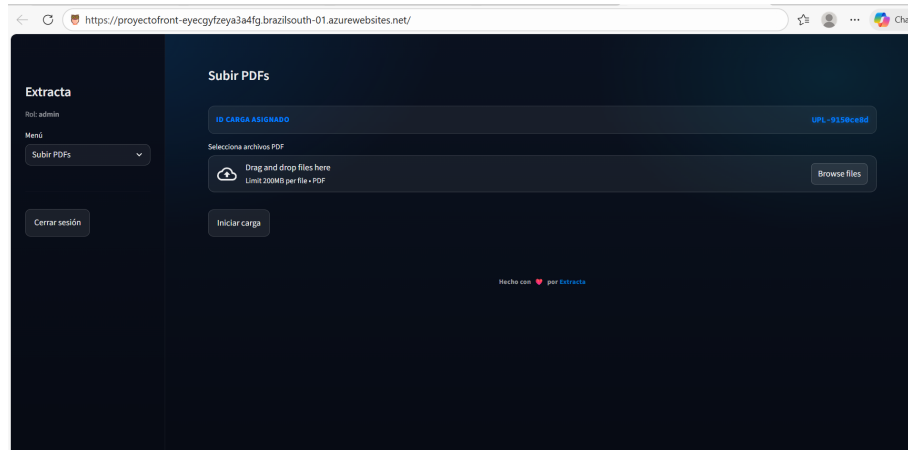 https://proyectofront-eyecgyfzeya3a4fg.brazilsouth-01.azurewebsites.net/
Cha
Extracta
Rol: admin
Menú
Subir PDFs
Cerrar sesión
Subir PDFs
ID CARGA ASIGNADO
UPL-9150ce8d
Selecciona archivos PDF
Drag and drop files here
Limit 200MB per file • PDF
Browse files
Iniciar carga
Hecho con ❤️ por Extracta